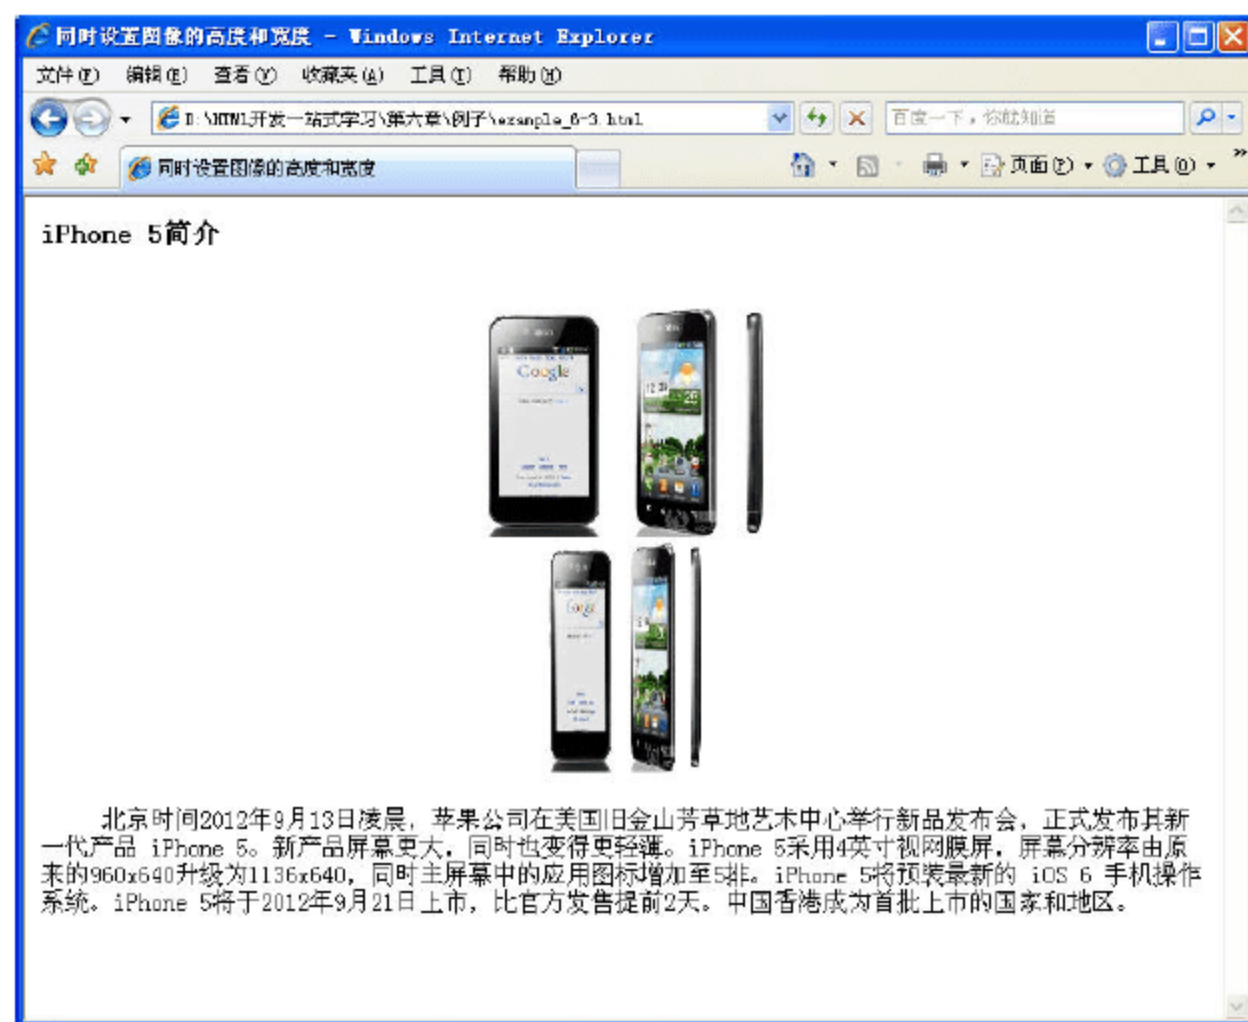 同时设置图像的高度和宽度 - Windows Internet Explorer
文件(F) 编辑(E) 查看(V) 收藏夹(A) 工具(T) 帮助(H)
D:\HTML开发一站式学习\第六章\例子\example_6-3.html 百度一下，你就知道
同时设置图像的高度和宽度 页面(P) 工具(O) »
iPhone 5简介
Google
12:39
Google
北京时间2012年9月13日凌晨，苹果公司在美国旧金山芳草地艺术中心举行新品发布会，正式发布其新
一代产品 iPhone 5。新产品屏幕更大，同时也变得更轻薄。iPhone 5采用4英寸视网膜屏，屏幕分辨率由原
来的960x640升级为1136x640，同时主屏幕中的应用图标增加至5排。iPhone 5将预装最新的 iOS 6 手机操作
系统。iPhone 5将于2012年9月21日上市，比官方发售提前2天。中国香港成为首批上市的国家和地区。